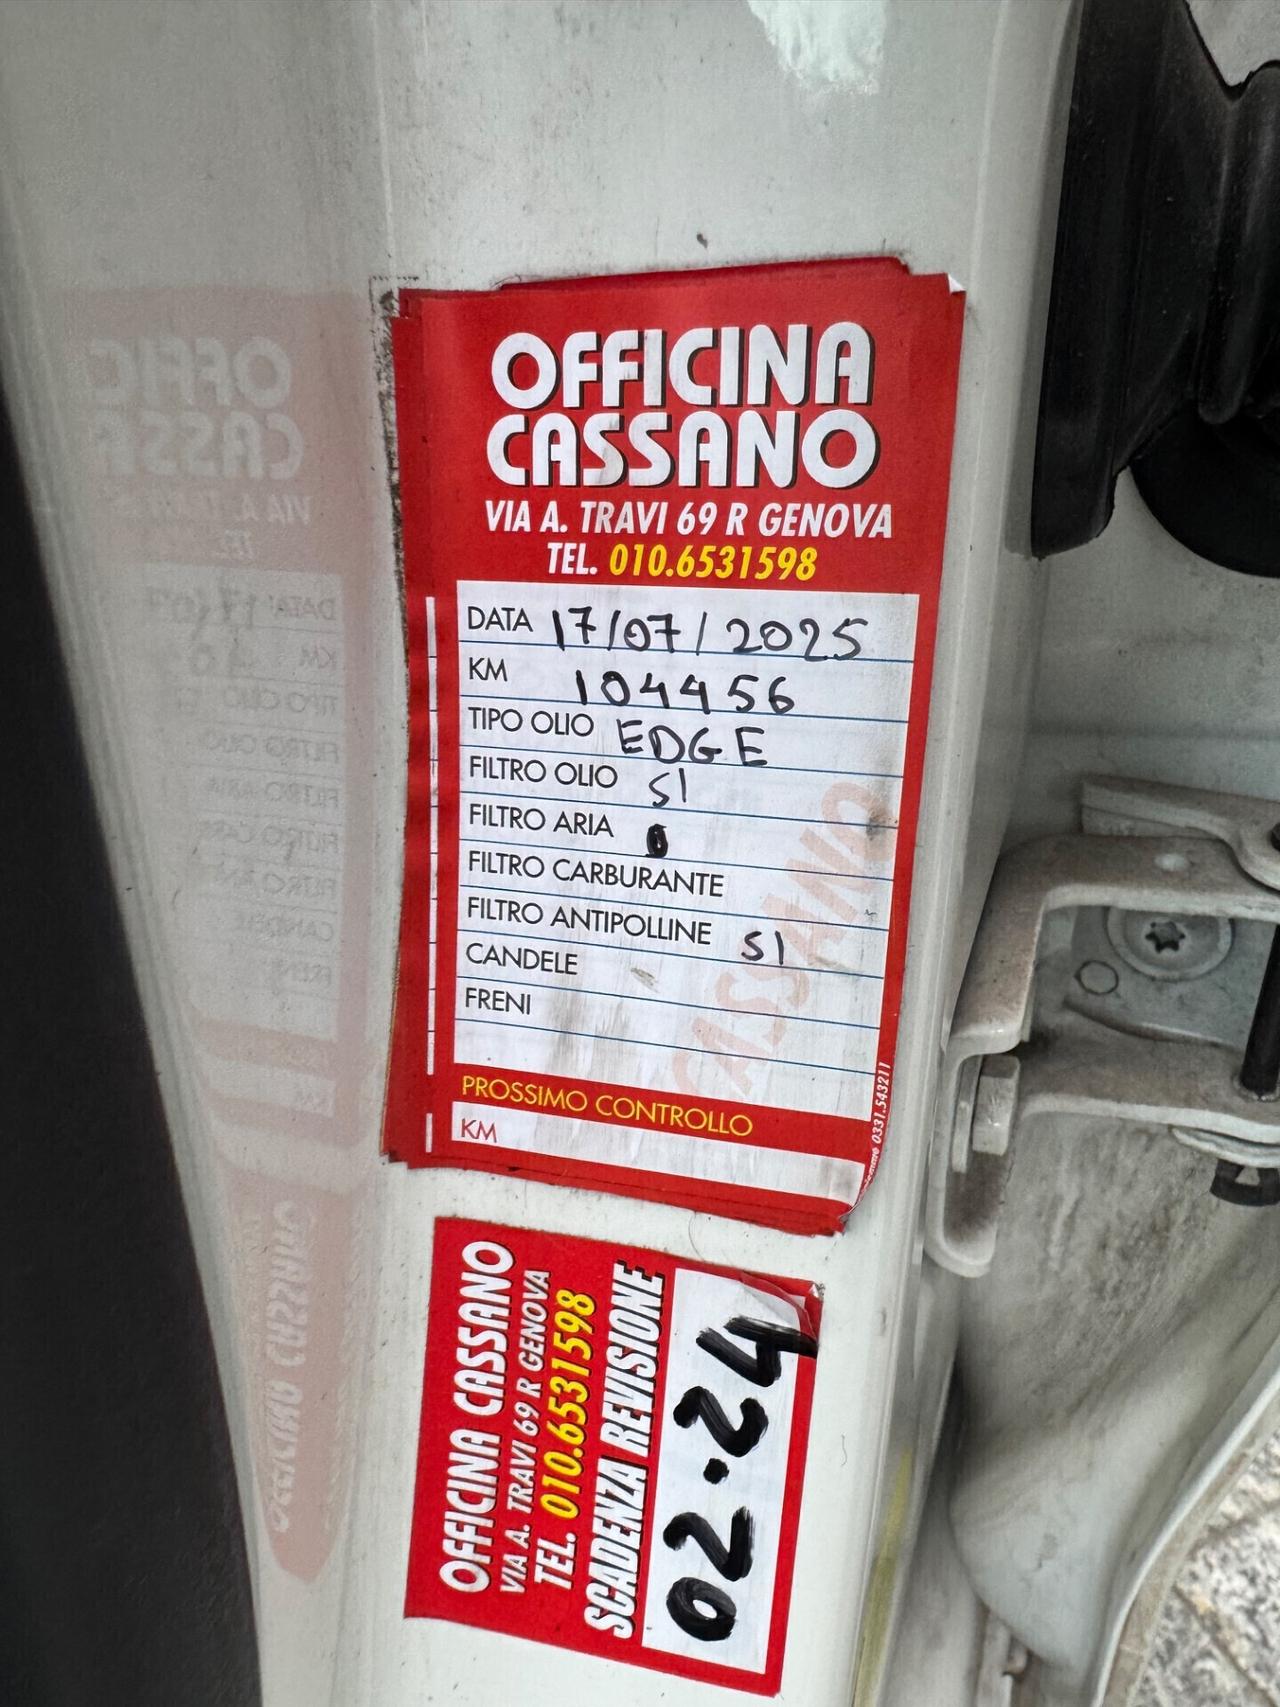 OFFICINA
CASSANO
VIA A. TRAVI 69 R GENOVA
TEL. 010.6531598
DATA 17/07/2025
KM 104456
TIPO OLIO EDGE
FILTRO OLIO SI
FILTRO ARIA
FILTRO CARBURANTE
FILTRO ANTIPOLLINE SI
CANDELE
FRENI
CASSANO
PROSSIMO CONTROLLO
KM
0331.543211
OFFICINA CASSANO
VIA A. TRAVI 69 R GENOVA
TEL. 010.6531598
SCADENZA REVISIONE
02.24